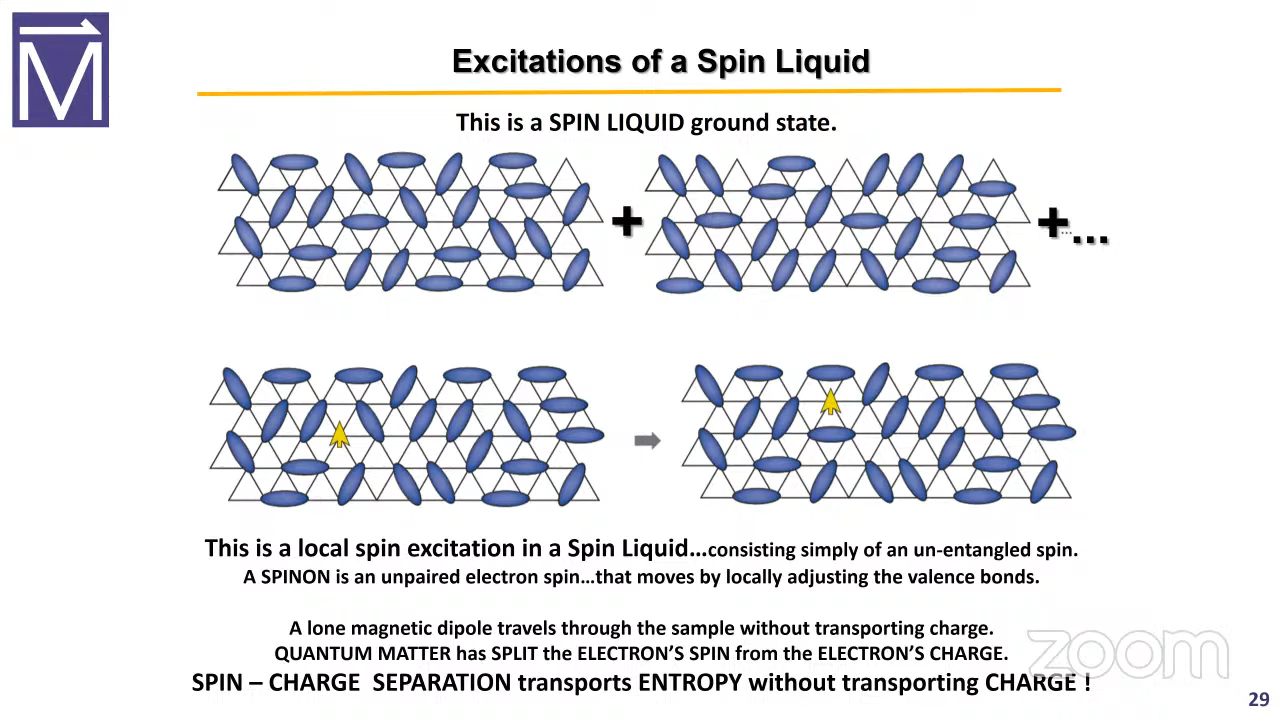 M
Excitations of a Spin Liquid
This is a SPIN LIQUID ground state.
+
+...
...
This is a local spin excitation in a Spin Liquid...consisting simply of an un-entangled spin.
A SPINON is an unpaired electron spin...that moves by locally adjusting the valence bonds.
A lone magnetic dipole travels through the sample without transporting charge.
QUANTUM MATTER has SPLIT the ELECTRON'S SPIN from the ELECTRON'S CHARGE.
SPIN – CHARGE  SEPARATION transports ENTROPY without transporting CHARGE !
zoom
29